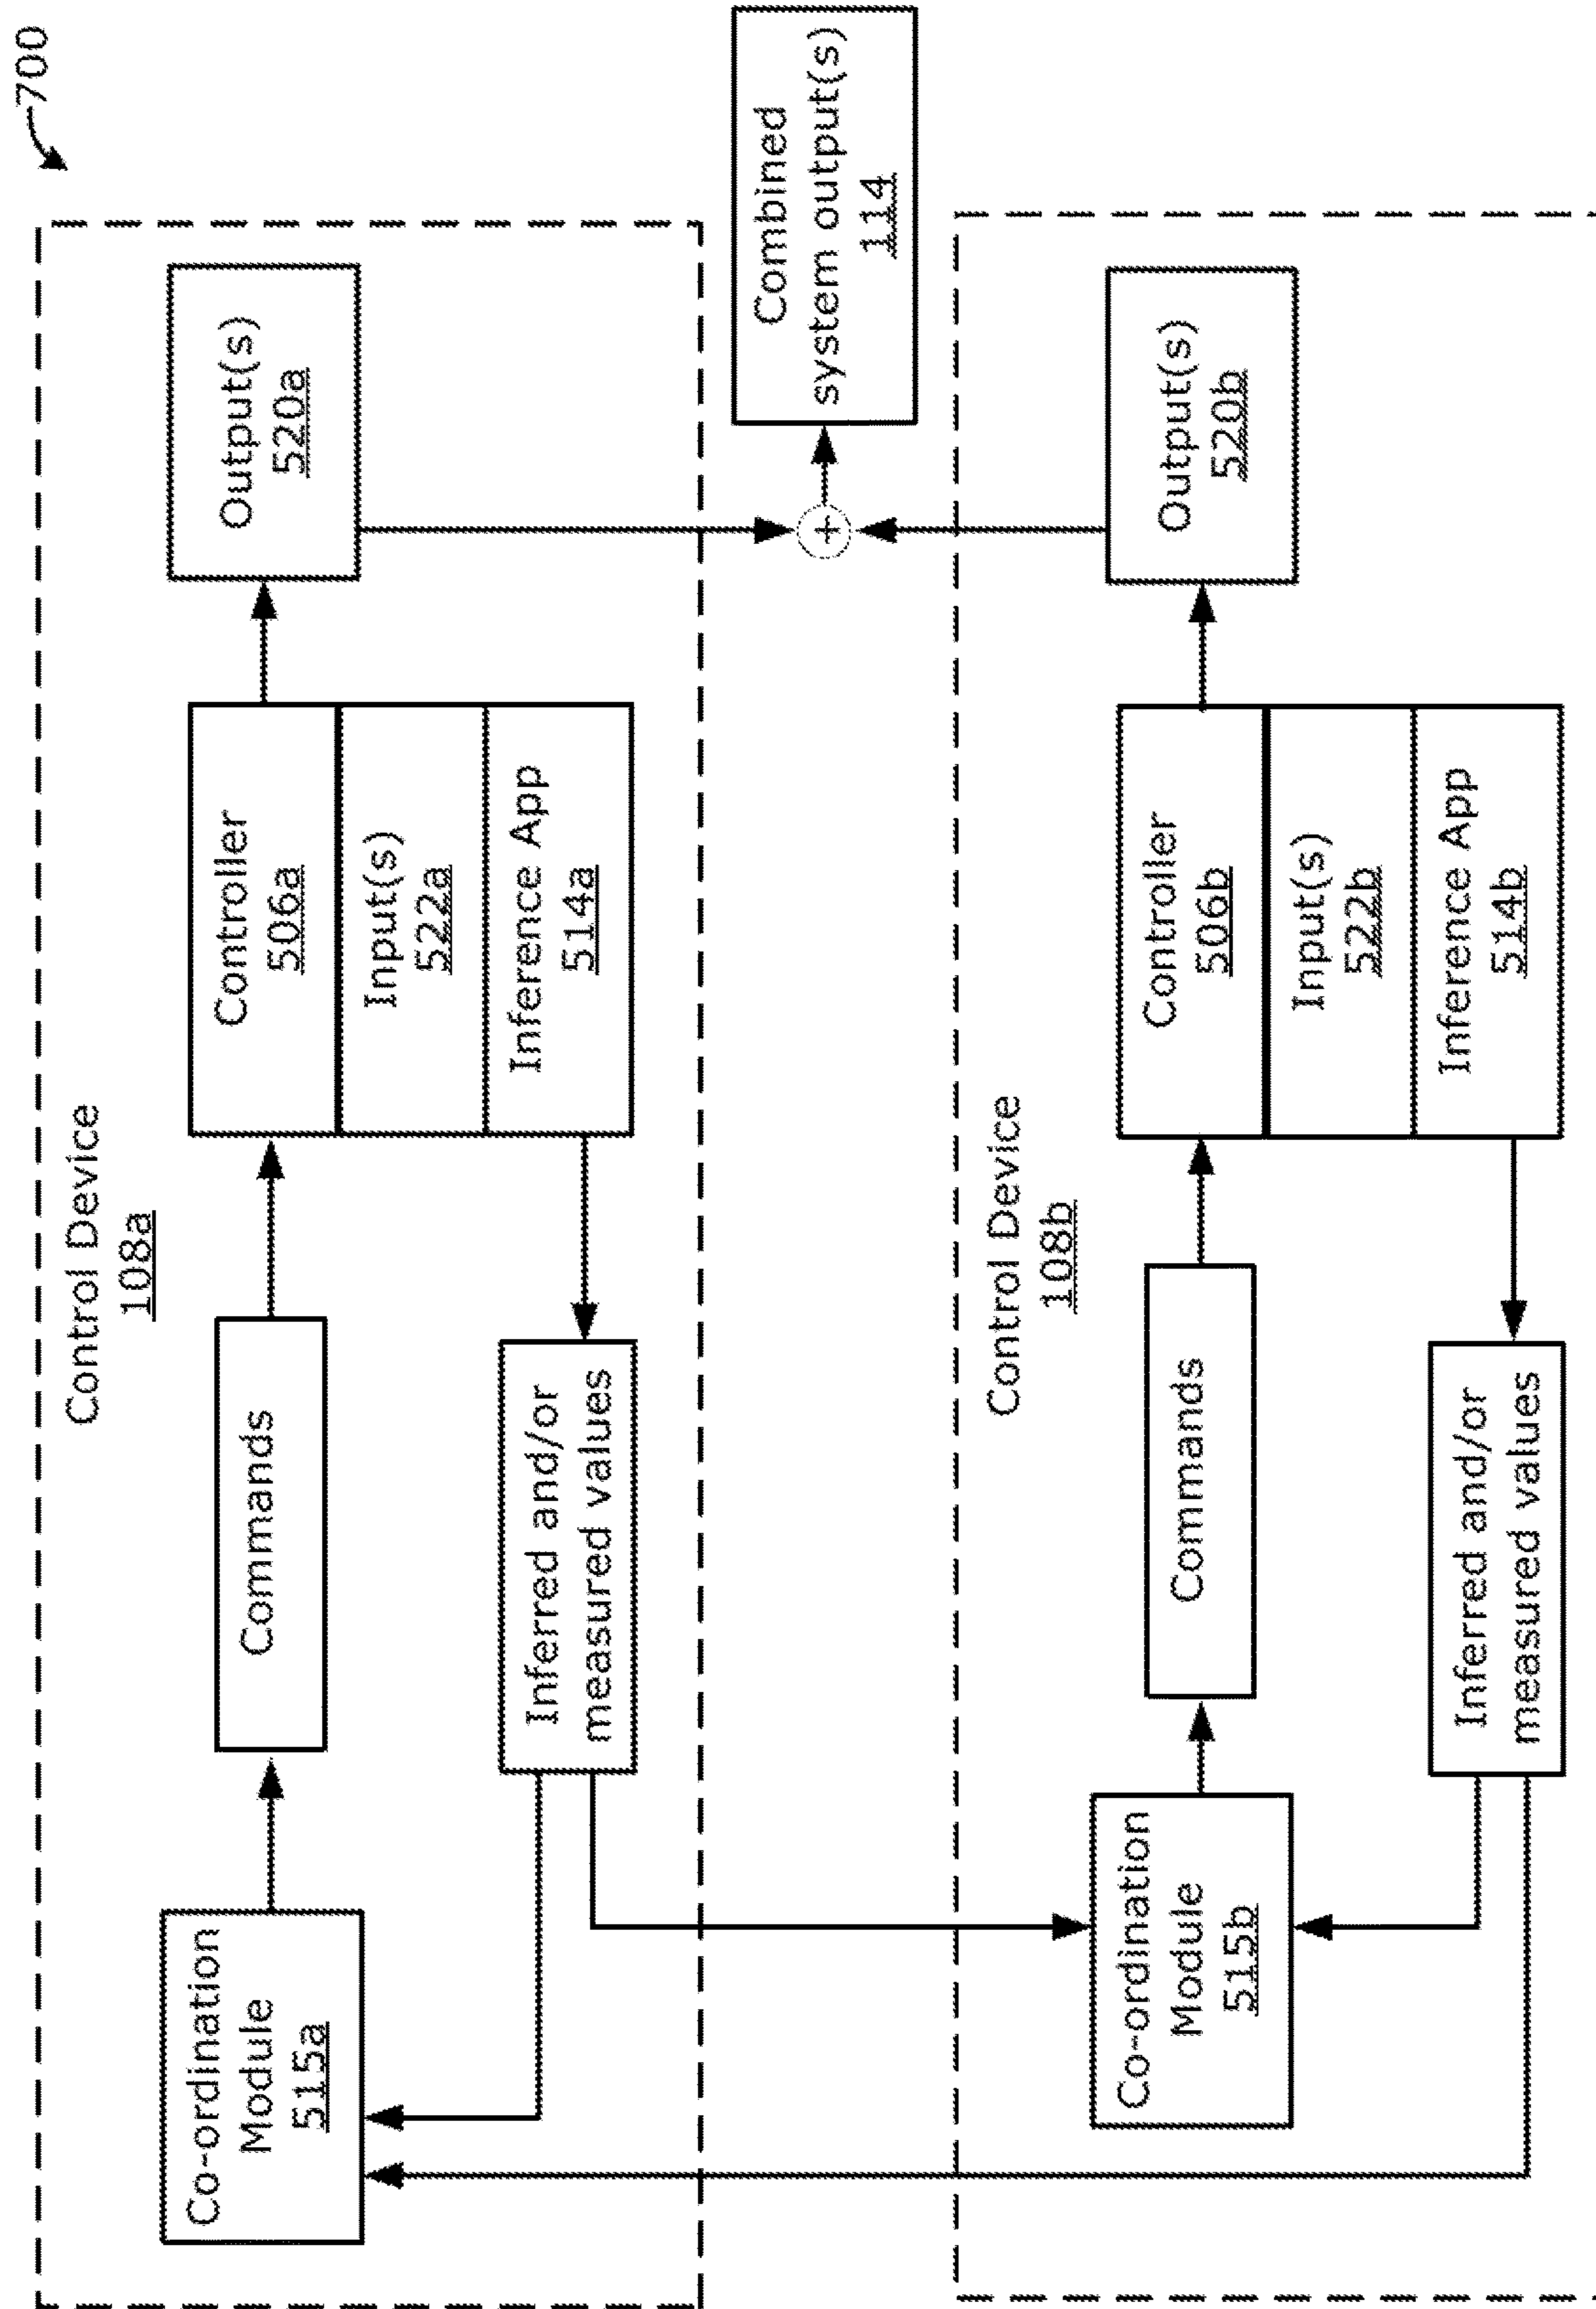 700
Control Device
108a
Co-ordination
Module
515a
Commands
Controller
506a
Input(s)
522a
Inference App
514a
Output(s)
520a
Inferred and/or
measured values
+
Combined
system output(s)
114
Control Device
108b
Co-ordination
Module
515b
Commands
Controller
506b
Input(s)
522b
Inference App
514b
Output(s)
520b
Inferred and/or
measured values